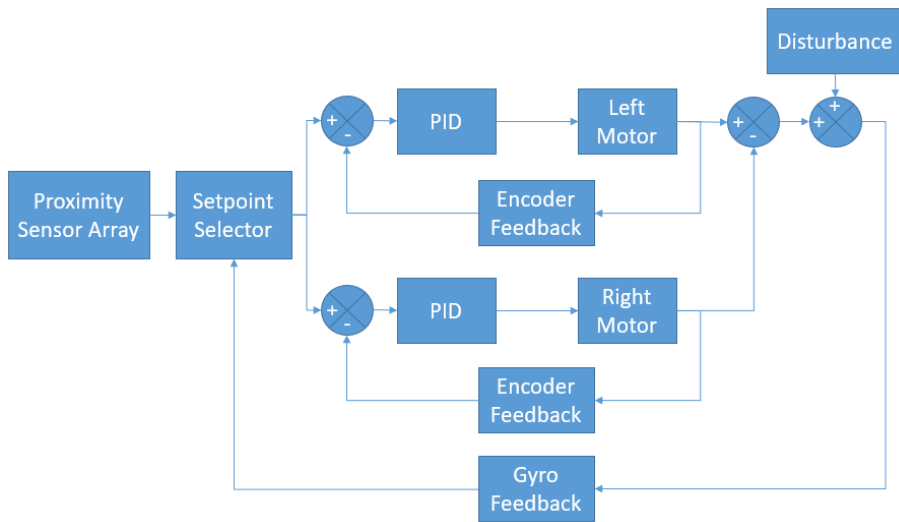 Disturbance
+
-
PID
Left
Motor
+
-
+
+
Proximity
Sensor Array
Setpoint
Selector
Encoder
Feedback
+
-
PID
Right
Motor
Encoder
Feedback
Gyro
Feedback